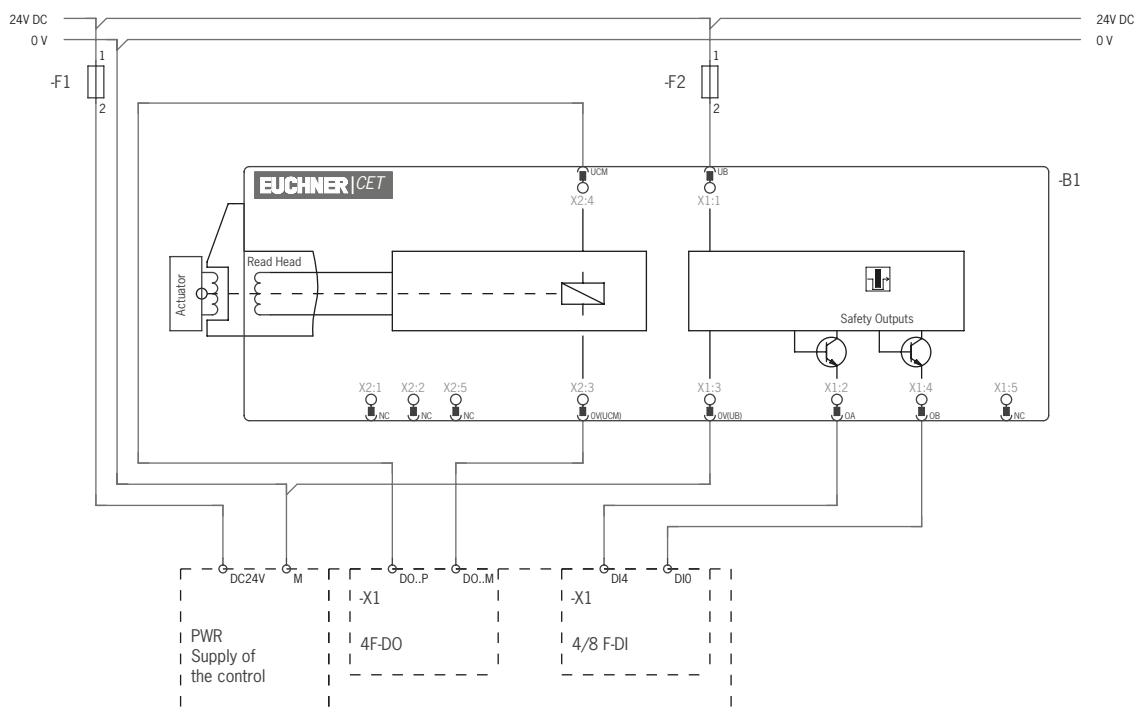 24V DC
24V DC
0 V
0 V
1
1
-F1
-F2
2
2
UCM
UB
EUCHNER CET
-B1
X2:4
X1:1
Read Head
Actuator
Safety Outputs
X2:1
X2:2
X2:5
X2:3
X1:3
X1:2
X1:4
X1:5
NC
NC
NC
0V(UCM)
0V(UB)
OA
OB
NC
DC24V
M
DO..P
DO..M
DI4
DI0
-X1
-X1
PWR
Supply of
the control
4F-DO
4/8 F-DI